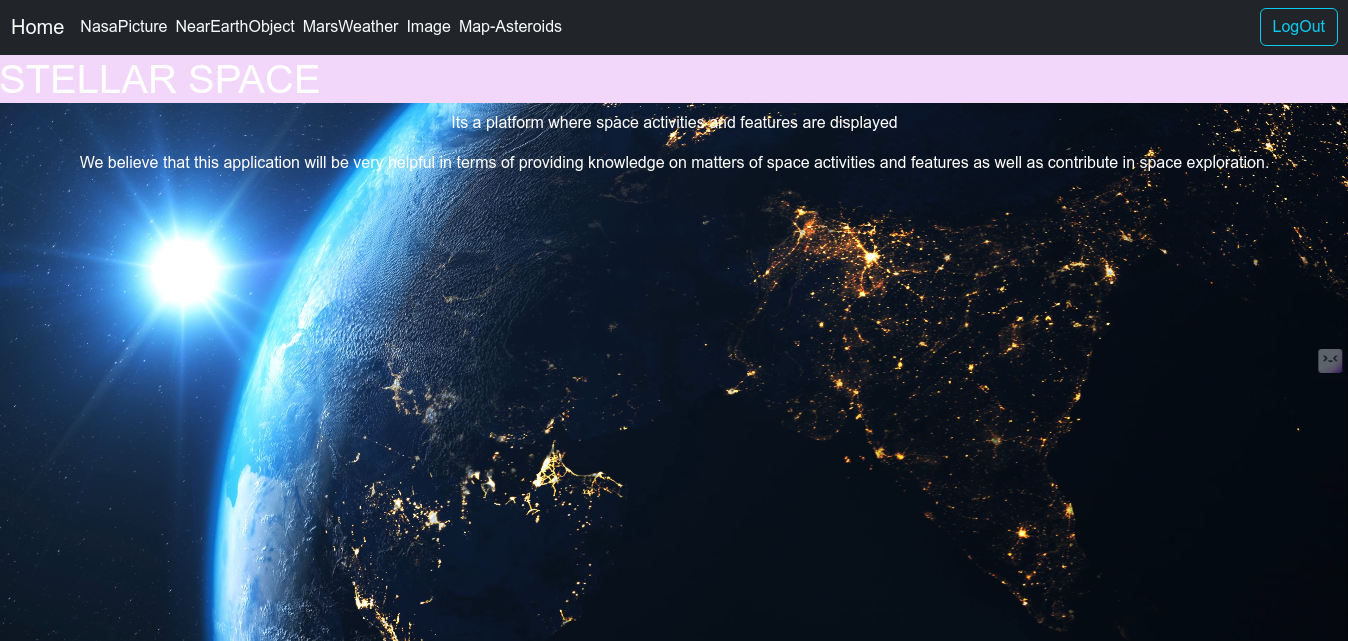 Home NasaPicture NearEarthObject MarsWeather Image Map-Asteroids LogOut
STELLAR SPACE
Its a platform where space activities and features are displayed
We believe that this application will be very helpful in terms of providing knowledge on matters of space activities and features as well as contribute in space exploration.